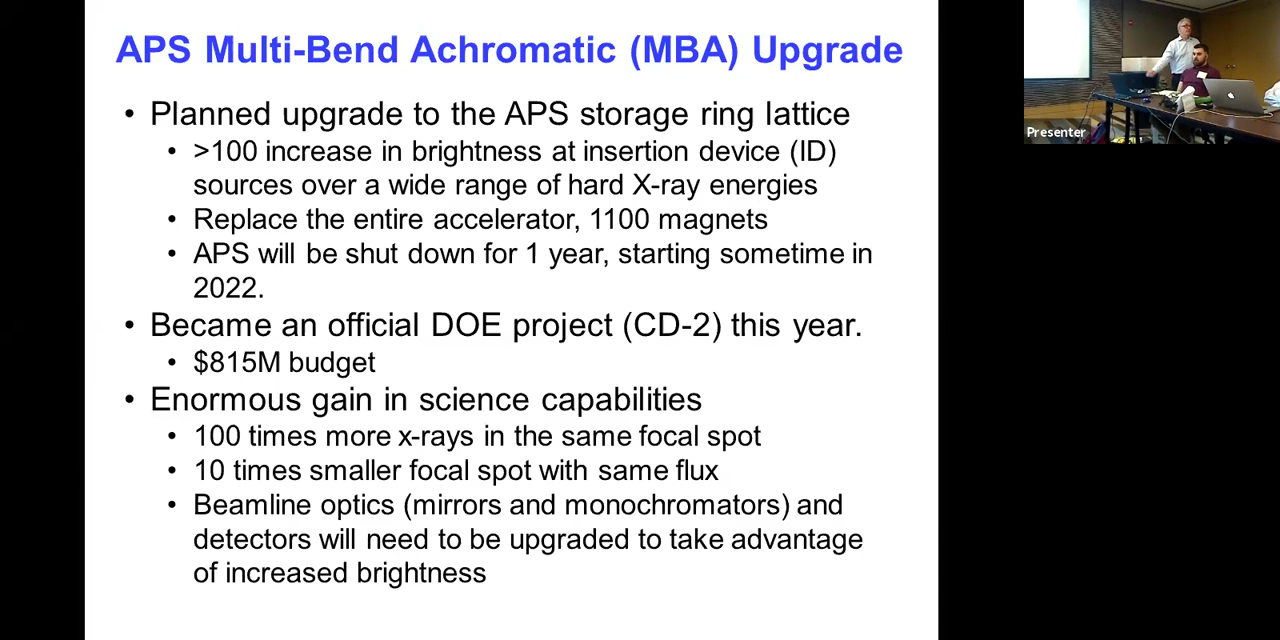 APS Multi-Bend Achromatic (MBA) Upgrade
• Planned upgrade to the APS storage ring lattice
• >100 increase in brightness at insertion device (ID)
sources over a wide range of hard X-ray energies
• Replace the entire accelerator, 1100 magnets
• APS will be shut down for 1 year, starting sometime in
2022.
• Became an official DOE project (CD-2) this year.
• $815M budget
• Enormous gain in science capabilities
• 100 times more x-rays in the same focal spot
• 10 times smaller focal spot with same flux
• Beamline optics (mirrors and monochromators) and
detectors will need to be upgraded to take advantage
of increased brightness
Presenter